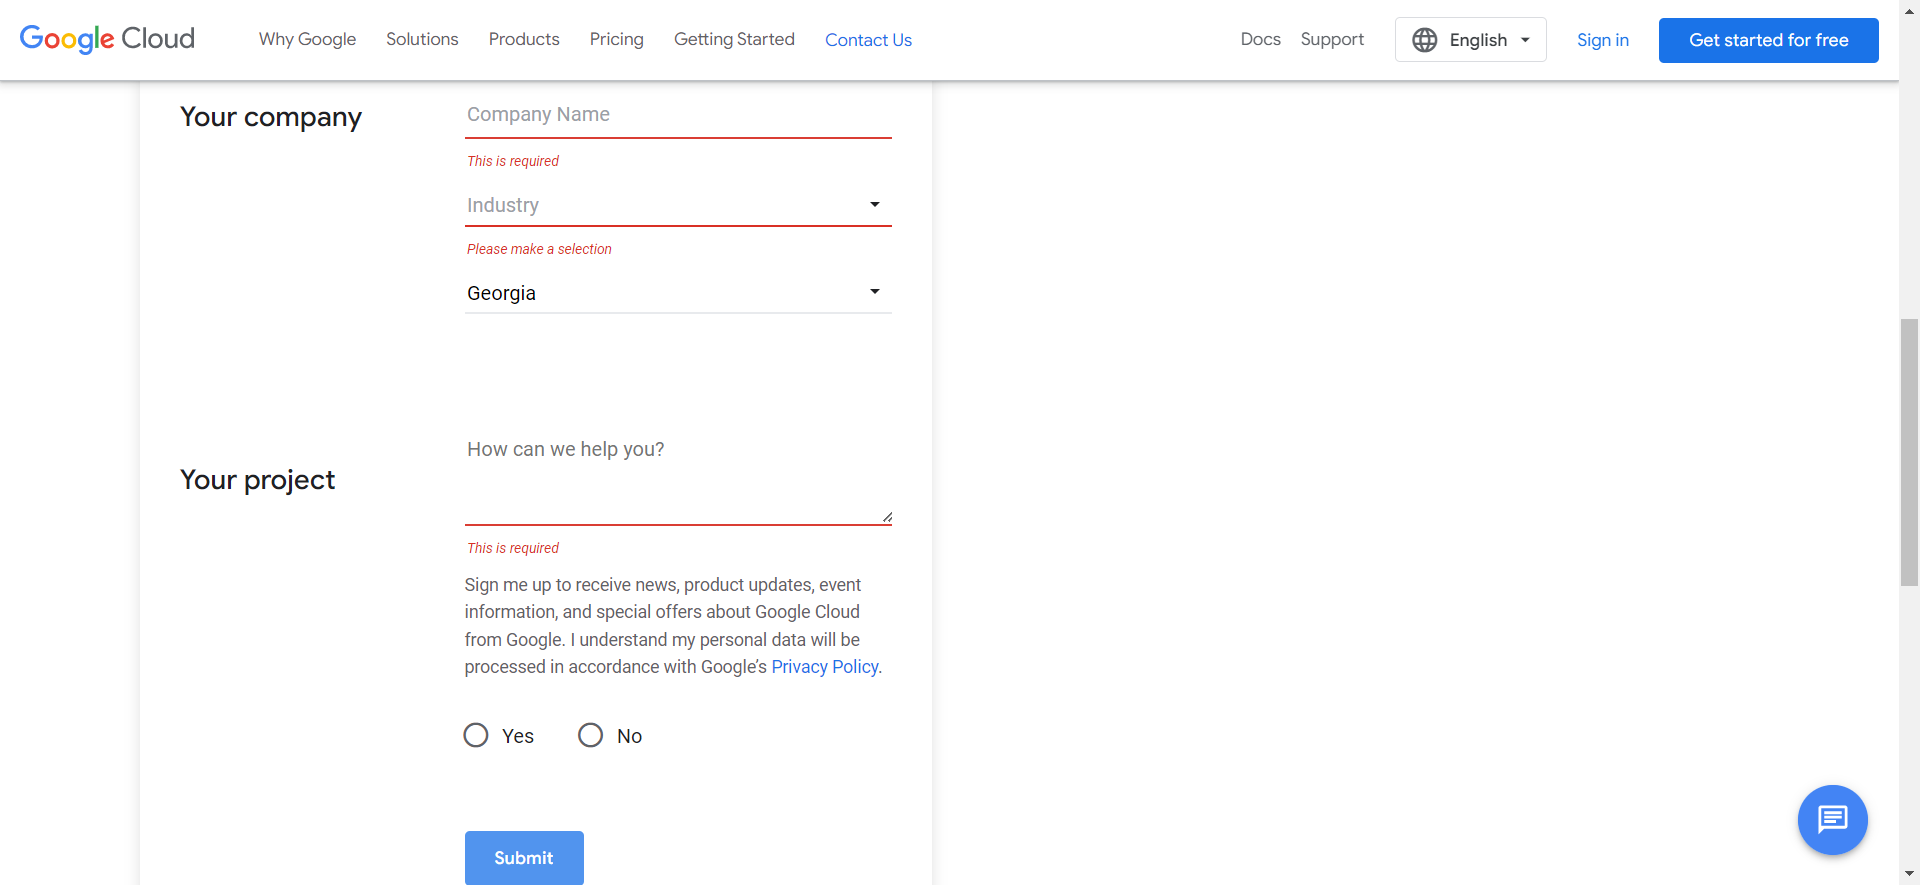 Google Cloud
Why Google
Solutions
Products
Pricing
Getting Started
Contact Us
Docs
Support
English
Sign in
Get started for free
Your company
Company Name
This is required
Industry
Please make a selection
Georgia
Your project
How can we help you?
This is required
Sign me up to receive news, product updates, event
information, and special offers about Google Cloud
from Google. I understand my personal data will be
processed in accordance with Google’s Privacy Policy.
Yes
No
Submit